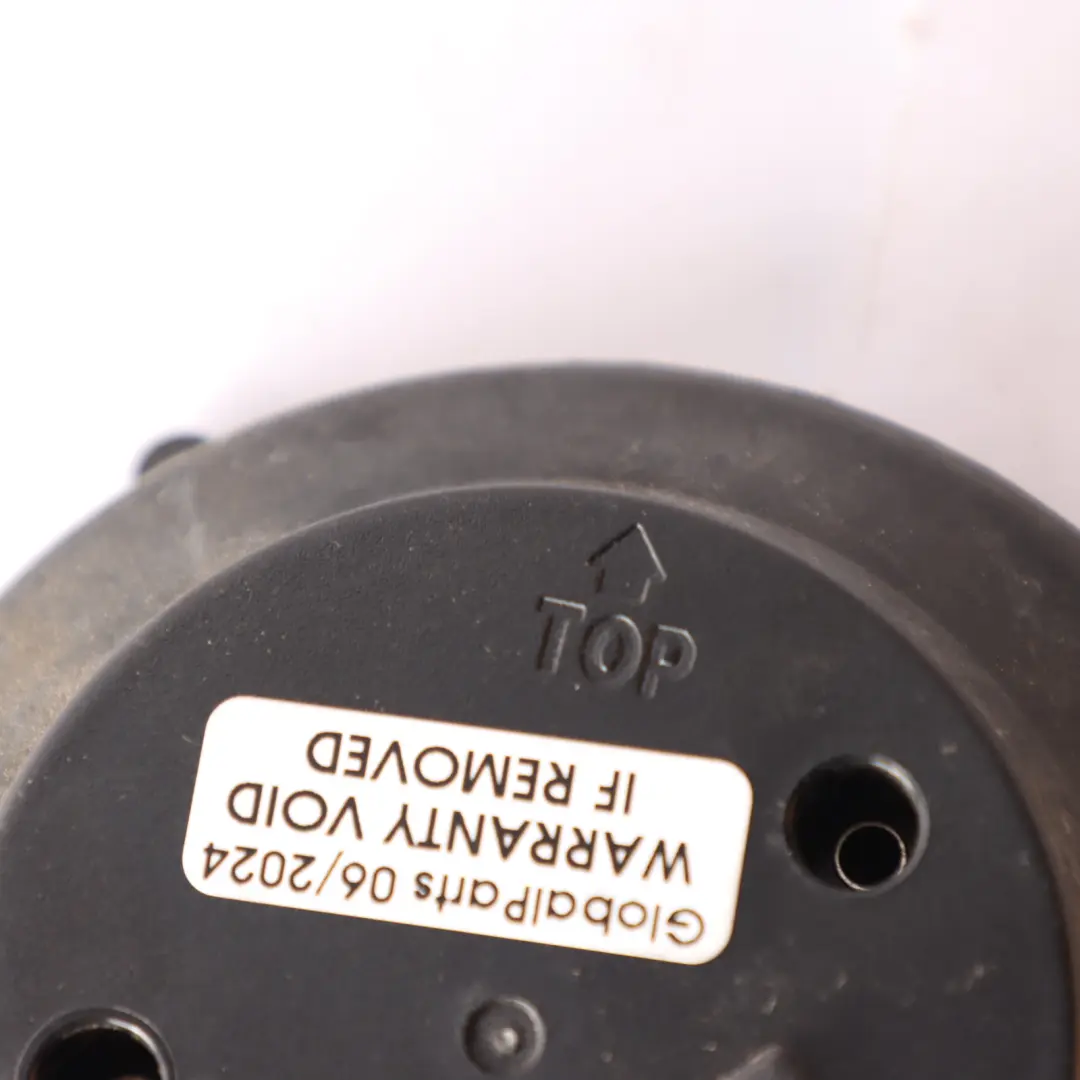 TOP
GlobalParts 06/2024
WARRANTY VOID
IF REMOVED